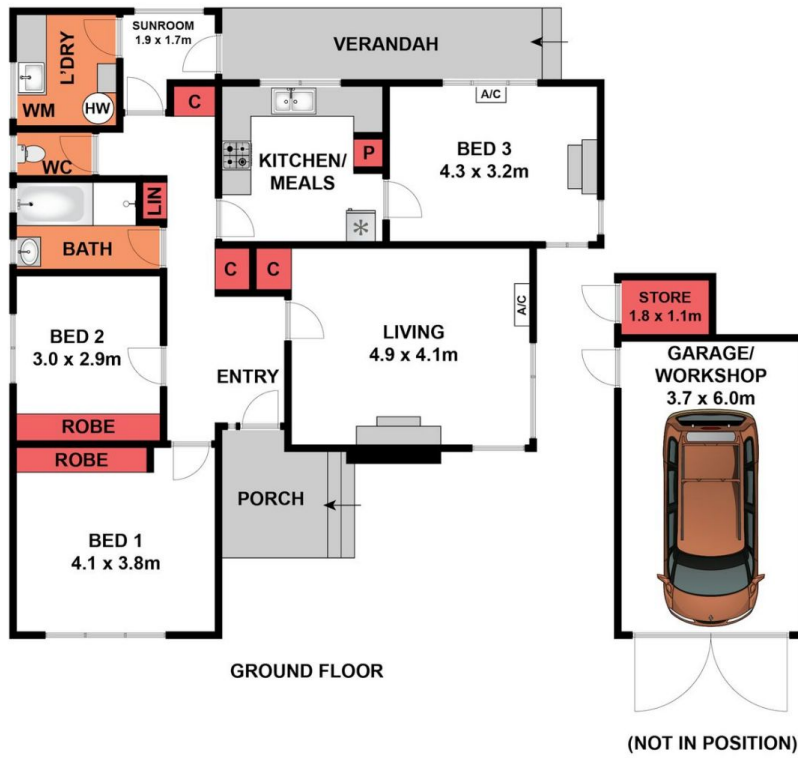 SUNROOM
1.9 x 1.7m
VERANDAH
L'DRY
WM
HW
C
A/C
KITCHEN/
MEALS
P
BED 3
4.3 x 3.2m
WC
LIN
BATH
C
C
A/C
BED 2
3.0 x 2.9m
LIVING
4.9 x 4.1m
STORE
1.8 x 1.1m
ENTRY
GARAGE/
WORKSHOP
3.7 x 6.0m
ROBE
ROBE
PORCH
BED 1
4.1 x 3.8m
GROUND FLOOR
(NOT IN POSITION)